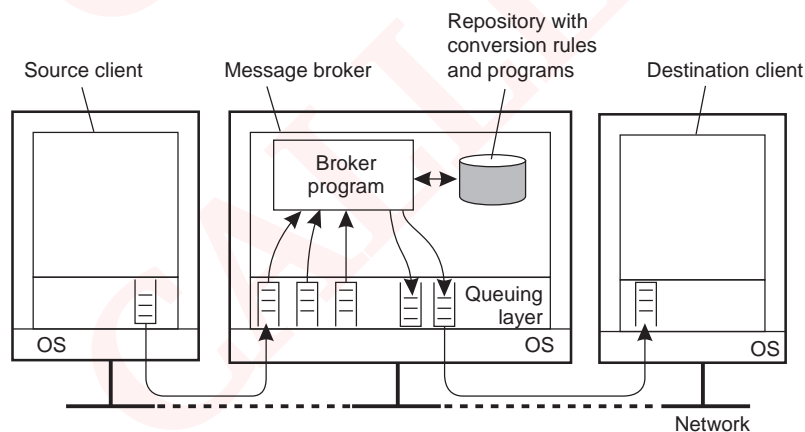 Repository with
conversion rules
and programs
Source client
Message broker
Destination client
Broker
program
Queuing
layer
OS
OS
OS
Network